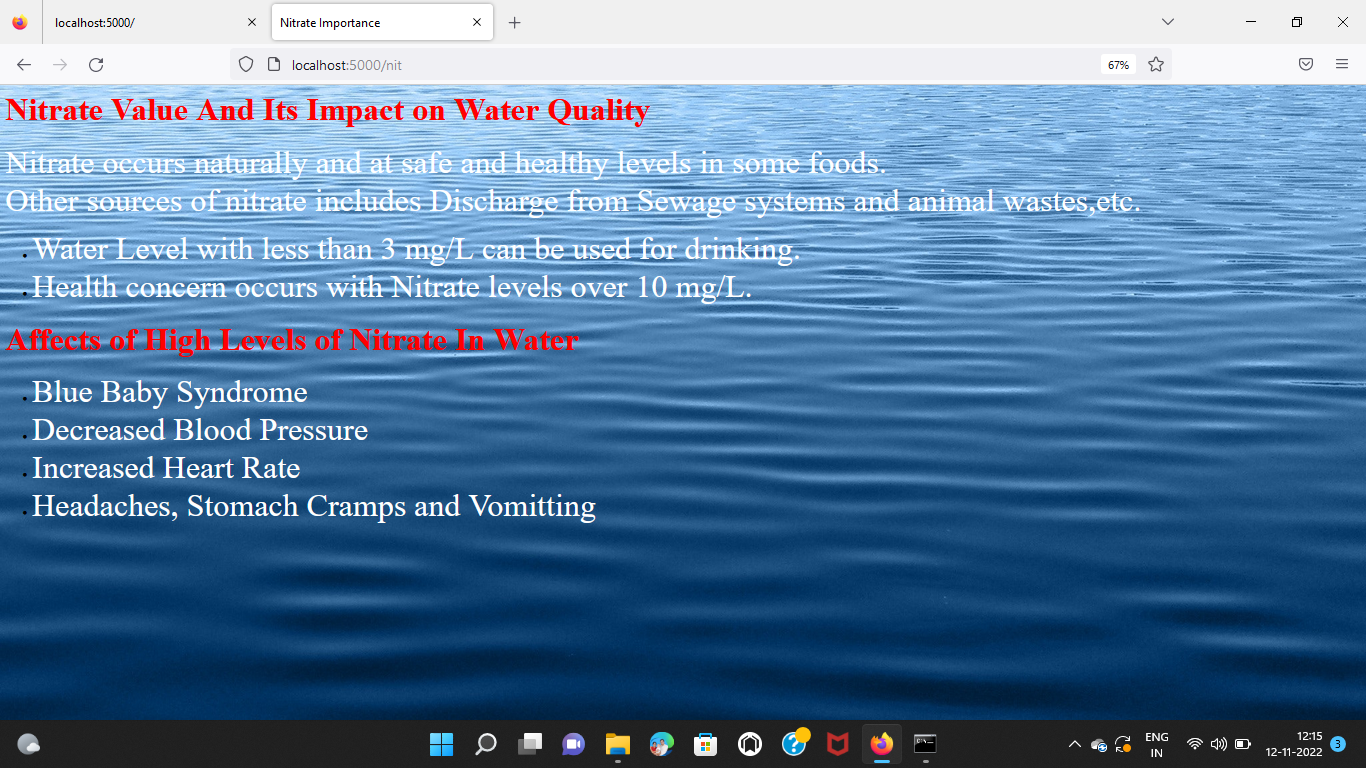 localhost:5000/
Nitrate Importance
localhost:5000/nit
67%
Nitrate Value And Its Impact on Water Quality
Nitrate occurs naturally and at safe and healthy levels in some foods.
Other sources of nitrate includes Discharge from Sewage systems and animal wastes,etc.
Water Level with less than 3 mg/L can be used for drinking.
Health concern occurs with Nitrate levels over 10 mg/L.
Affects of High Levels of Nitrate In Water
Blue Baby Syndrome
Decreased Blood Pressure
Increased Heart Rate
Headaches, Stomach Cramps and Vomitting
ENG
IN
12:15
12-11-2022
3